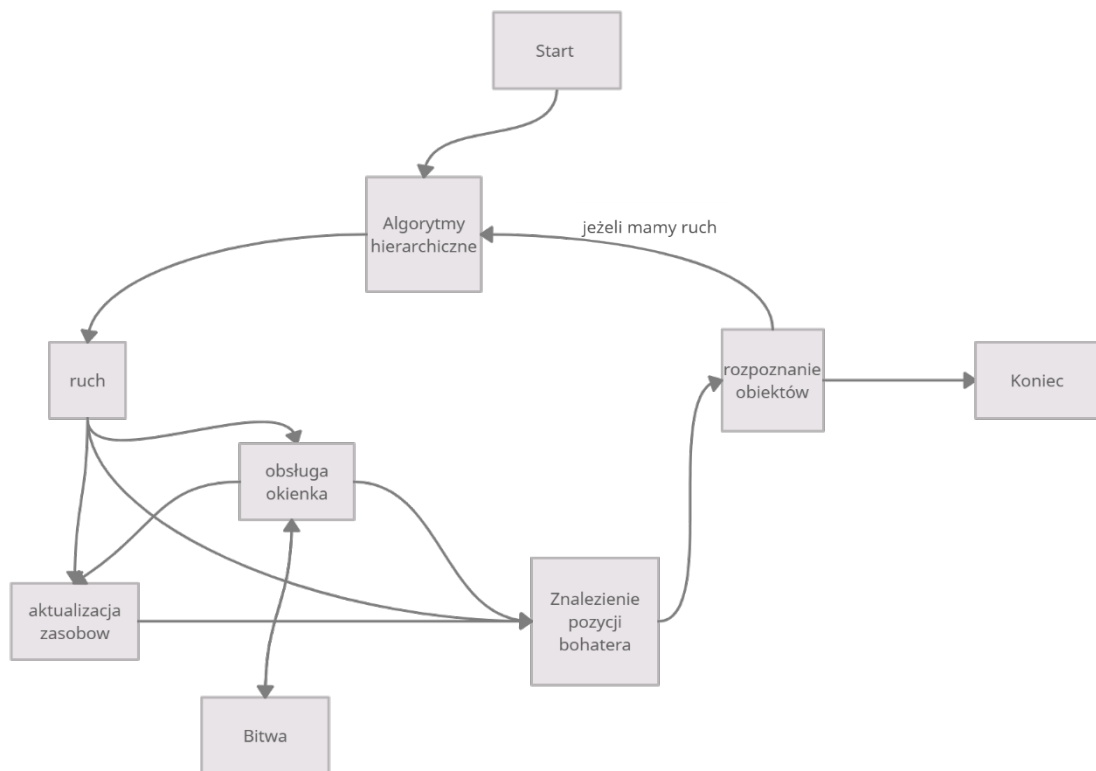 Start
Algorytmy
hierarchiczne
jeżeli mamy ruch
ruch
rozpoznanie
obiektów
Koniec
obsługa
okienka
aktualizacja
zasobow
Znalezienie
pozycji
bohatera
Bitwa